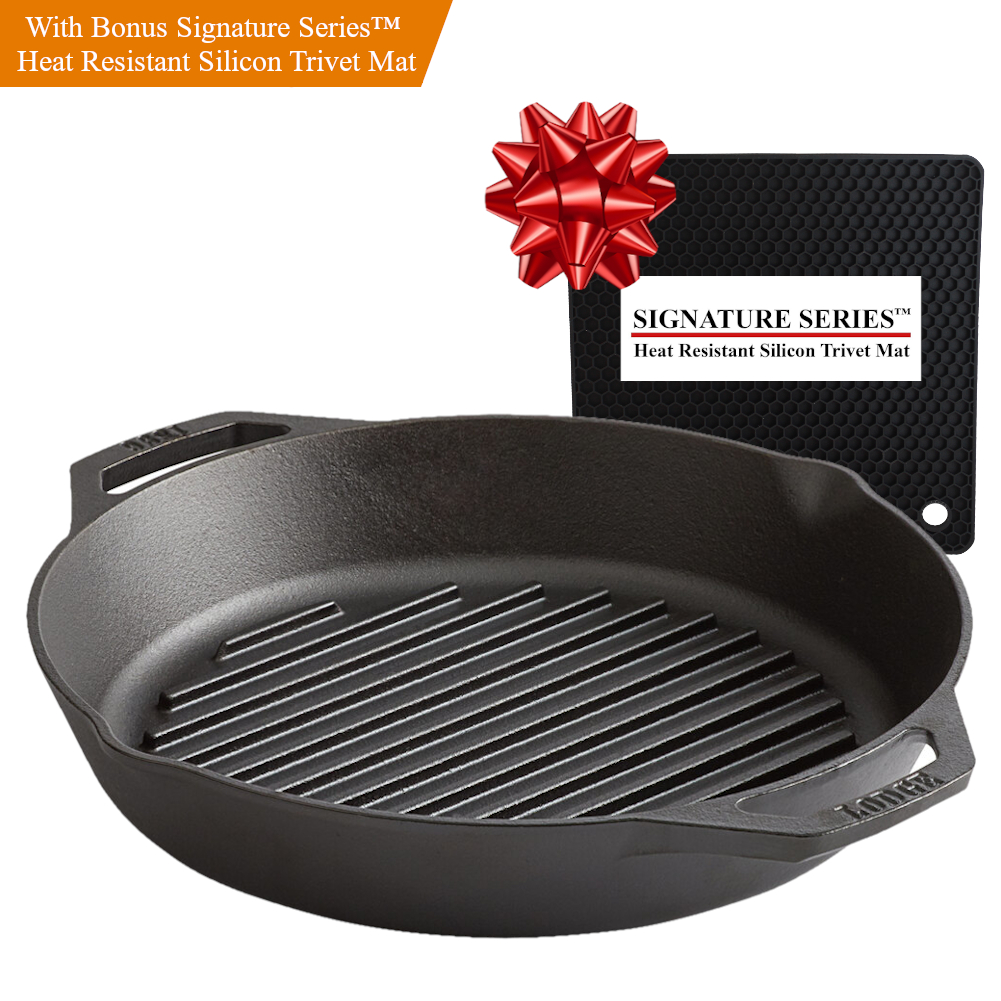 With Bonus Signature Series™
Heat Resistant Silicon Trivet Mat
SIGNATURE SERIES™
Heat Resistant Silicon Trivet Mat
LODGE